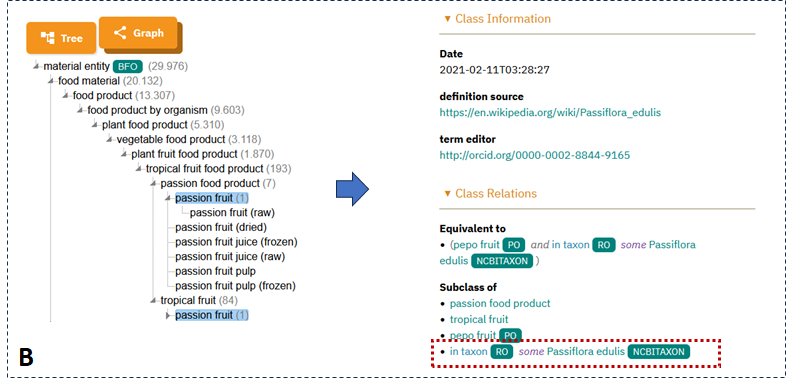 Tree
Graph
material entity BFO (29.976)
food material (20.132)
food product (13.307)
food product by organism (9.603)
plant food product (5.310)
vegetable food product (3.118)
plant fruit food product (1.870)
tropical fruit food product (193)
passion food product (7)
passion fruit (1)
passion fruit (raw)
passion fruit (dried)
passion fruit juice (frozen)
passion fruit juice (raw)
passion fruit pulp
passion fruit pulp (frozen)
tropical fruit (84)
passion fruit (1)
B
Class Information
Date
2021-02-11T03:28:27
definition source
https://en.wikipedia.org/wiki/Passiflora_edulis
term editor
http://orcid.org/0000-0002-8844-9165
Class Relations
Equivalent to
• (pepo fruit PO and in taxon RO some Passiflora
edulis NCBITAXON )
Subclass of
• passion food product
• tropical fruit
• pepo fruit PO
• in taxon RO some Passiflora edulis NCBITAXON